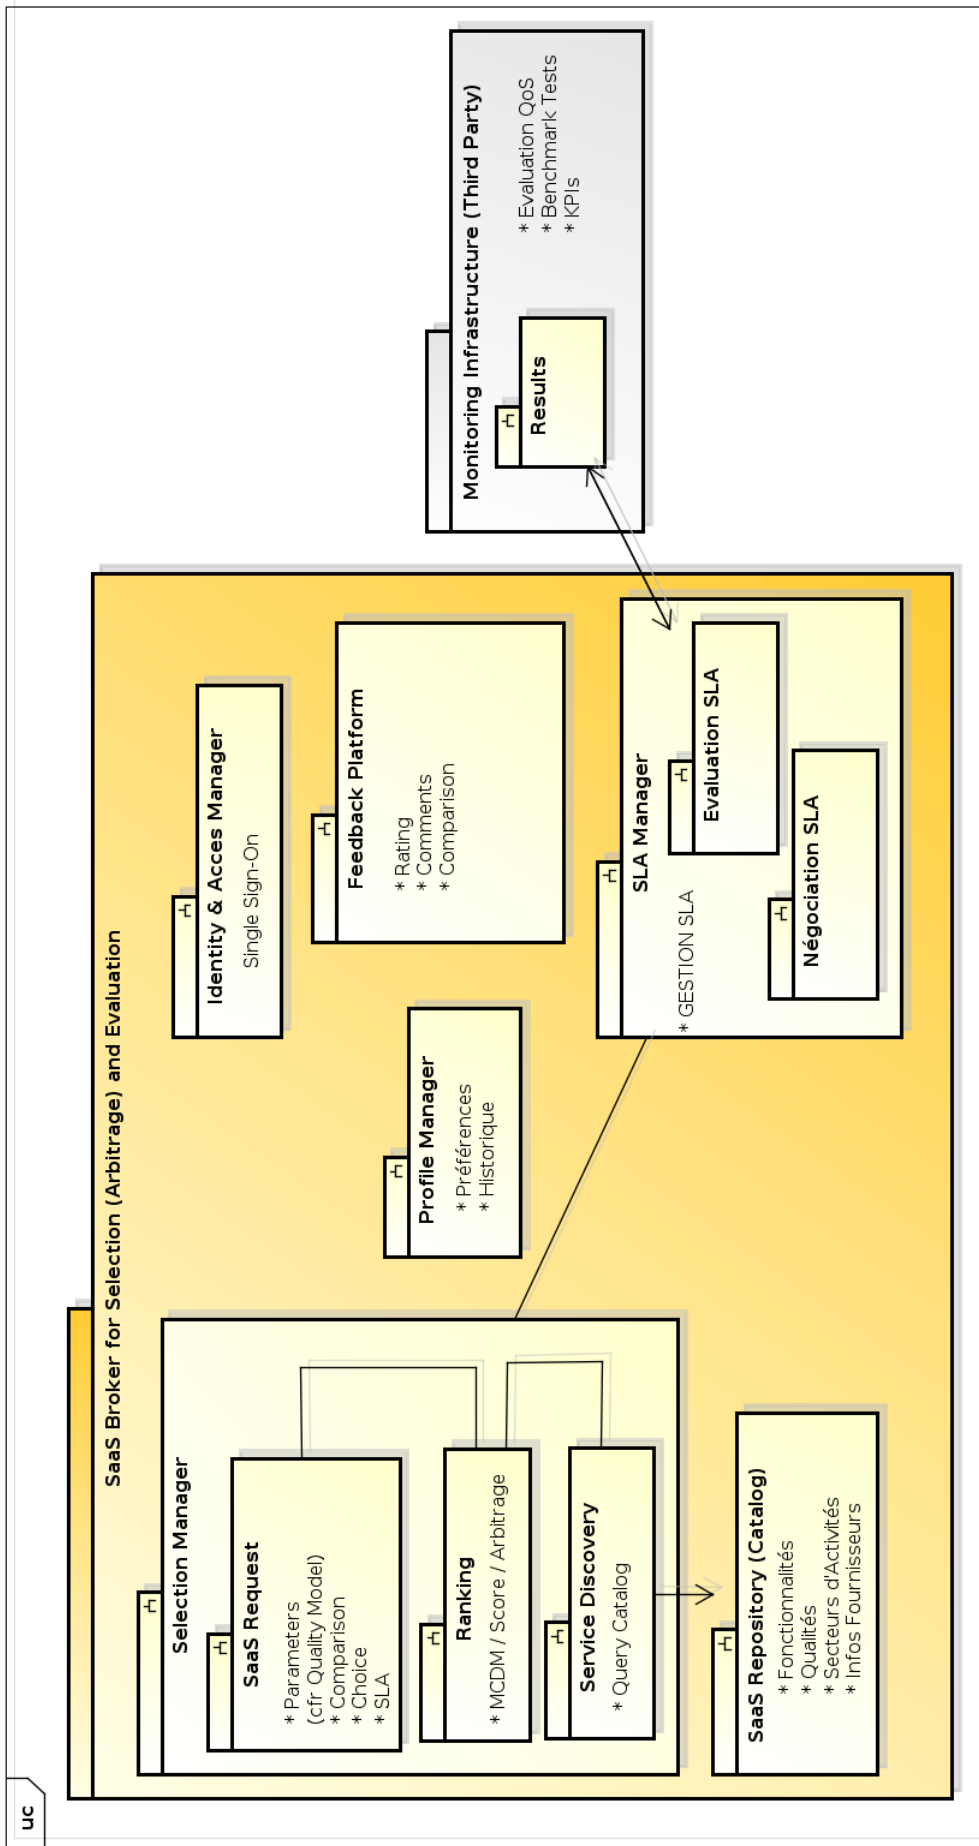 uc
SaaS Broker for Selection (Arbitrage) and Evaluation
Selection Manager
SaaS Request
* Parameters
(cfr Quality Model)
* Comparison
* Choice
* SLA
Ranking
* MCDM / Score / Arbitrage
Service Discovery
* Query Catalog
SaaS Repository (Catalog)
* Fonctionnalités
* Qualités
* Secteurs d'Activités
* Infos Fournisseurs
Profile Manager
* Préférences
* Historique
Identity & Acces Manager
Single Sign-On
Feedback Platform
* Rating
* Comments
* Comparison
SLA Manager
* GESTION SLA
Evaluation SLA
Négociation SLA
Monitoring Infrastructure (Third Party)
* Evaluation QoS
* Benchmark Tests
* KPIs
Results